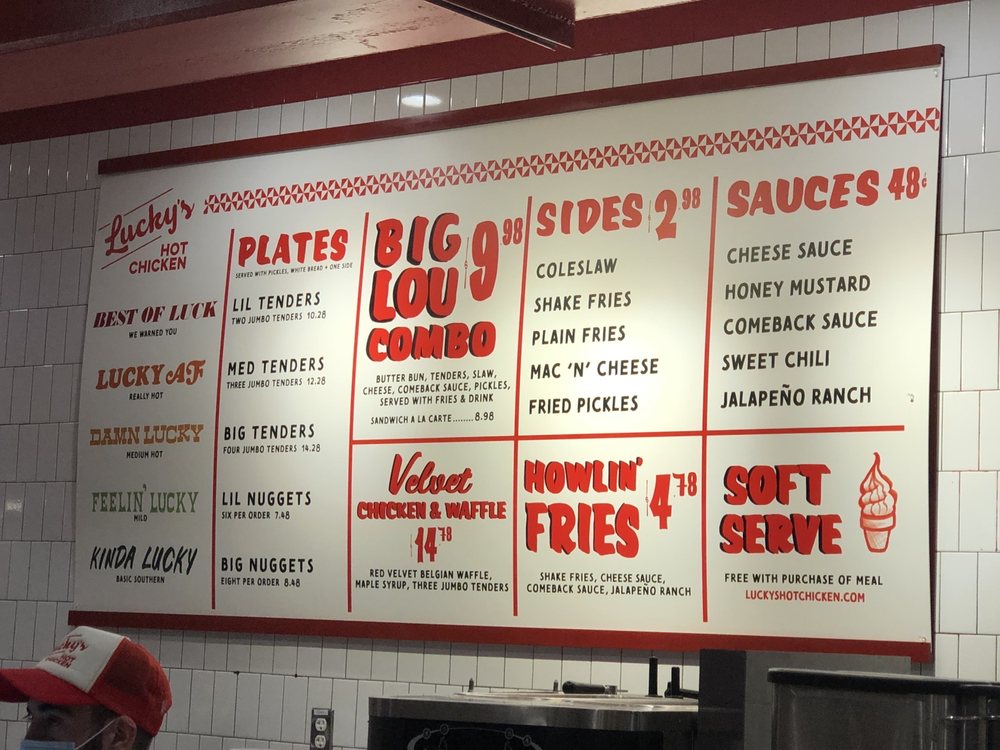 Lucky's
HOT
CHICKEN
BEST OF LUCK
WE WARNED YOU
LUCKY AF
REALLY HOT
DAMN LUCKY
MEDIUM HOT
FEELIN' LUCKY
MILD
KINDA LUCKY
BASIC SOUTHERN
PLATES
SERVED WITH PICKLES, WHITE BREAD + ONE SIDE
LIL TENDERS
TWO JUMBO TENDERS 10.28
MED TENDERS
THREE JUMBO TENDERS 12.28
BIG TENDERS
FOUR JUMBO TENDERS 14.28
LIL NUGGETS
SIX PER ORDER 7.48
BIG NUGGETS
EIGHT PER ORDER 8.48
BIG
LOU
COMBO
$9.98
BUTTER BUN, TENDERS, SLAW,
CHEESE, COMEBACK SAUCE, PICKLES,
SERVED WITH FRIES & DRINK
SANDWICH A LA CARTE........8.98
Velvet
CHICKEN & WAFFLE
$14.78
RED VELVET BELGIAN WAFFLE,
MAPLE SYRUP, THREE JUMBO TENDERS
SIDES $2.98
COLESLAW
SHAKE FRIES
PLAIN FRIES
MAC 'N' CHEESE
FRIED PICKLES
HOWLIN'
FRIES
$4.78
SHAKE FRIES, CHEESE SAUCE,
COMEBACK SAUCE, JALAPEÑO RANCH
SAUCES 48¢
CHEESE SAUCE
HONEY MUSTARD
COMEBACK SAUCE
SWEET CHILI
JALAPEÑO RANCH
SOFT
SERVE
FREE WITH PURCHASE OF MEAL
LUCKYSHOTCHICKEN.COM
Lucky's
HOT
CHICKEN